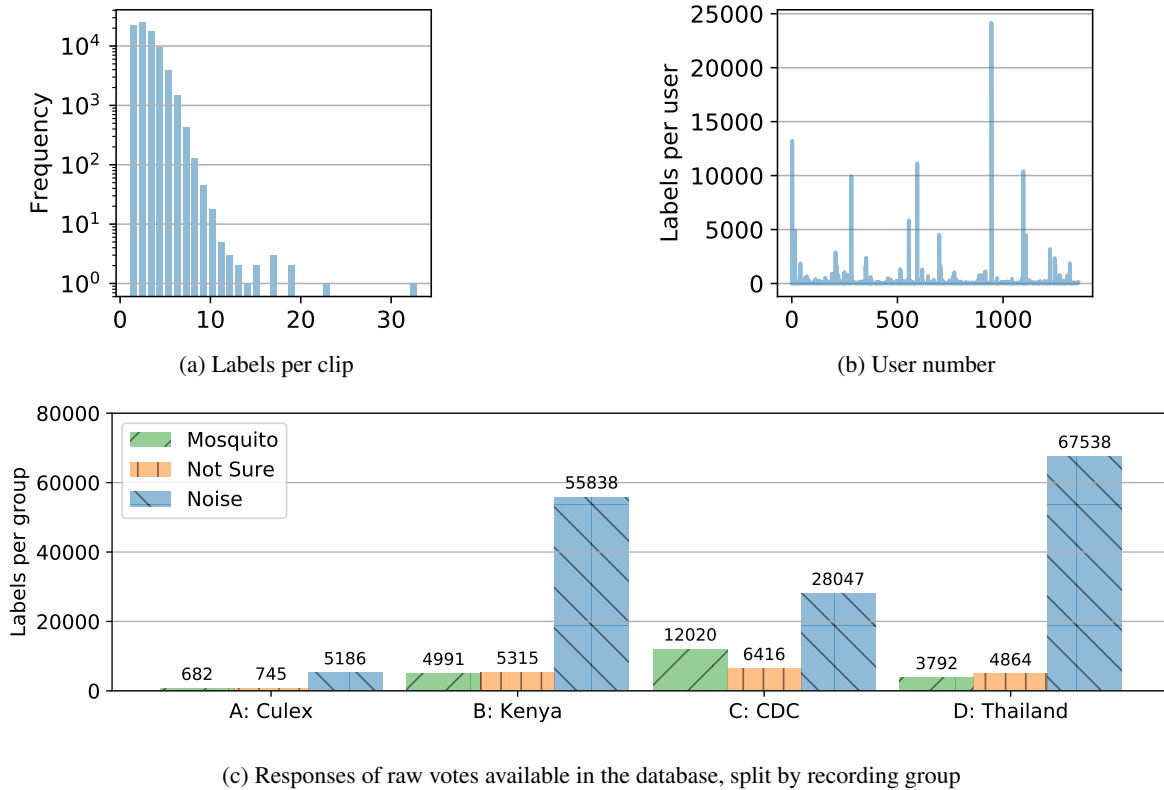 Frequency
10^4
10^3
10^2
10^1
10^0
0 10 20 30
(a) Labels per clip
Labels per user
25000
20000
15000
10000
5000
0
0 500 1000
(b) User number
Labels per group
80000
60000
40000
20000
0
Mosquito
Not Sure
Noise
682 745 5186
4991 5315 55838
12020 6416 28047
3792 4864 67538
A: Culex B: Kenya C: CDC D: Thailand
(c) Responses of raw votes available in the database, split by recording group